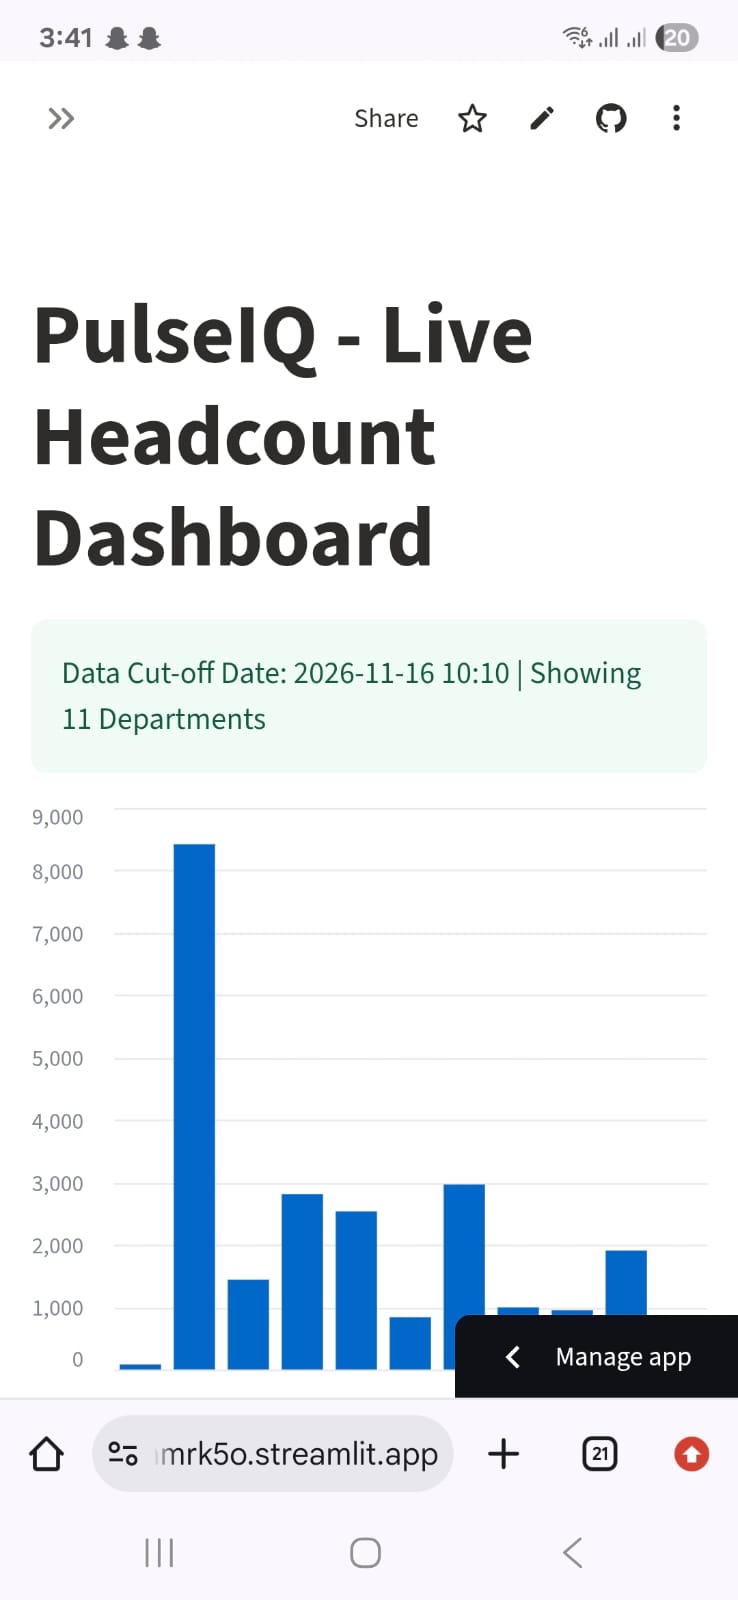 3:41
20
Share
PulseIQ - Live
Headcount
Dashboard
Data Cut-off Date: 2026-11-16 10:10 | Showing
11 Departments
9,000
8,000
7,000
6,000
5,000
4,000
3,000
2,000
1,000
0
Manage app
mrk5o.streamlit.app
21